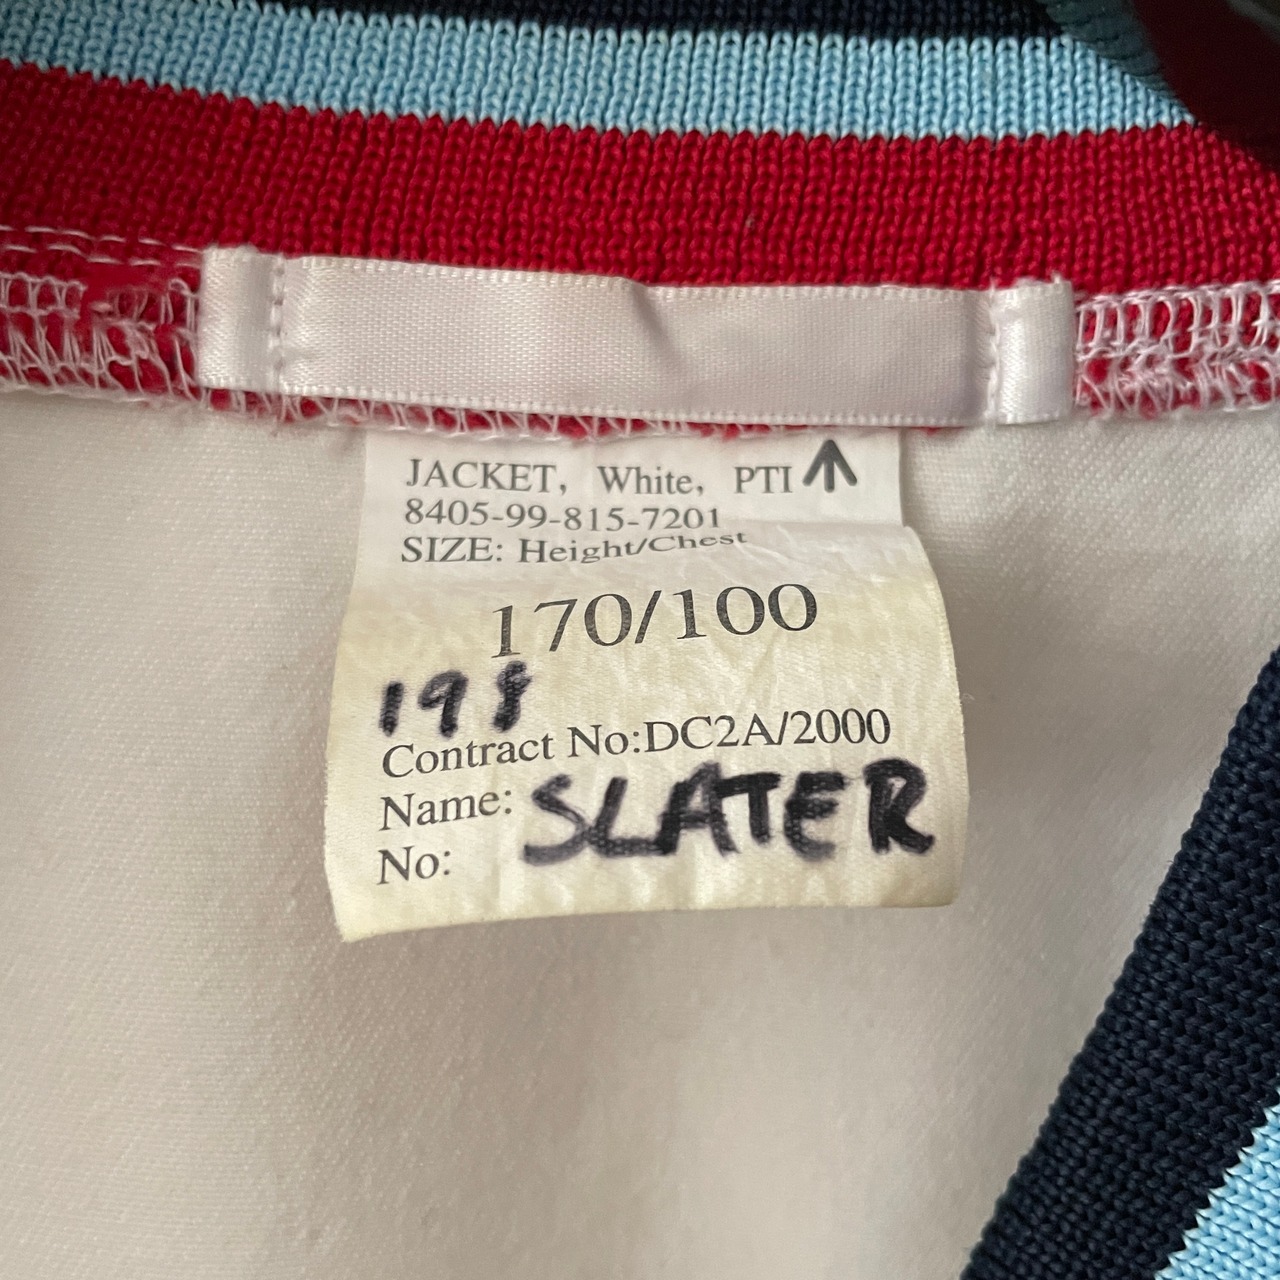 JACKET, White, PTI
8405-99-815-7201
SIZE: Height/Chest
170/100
198
Contract No:DC2A/2000
Name: SLATER
No: